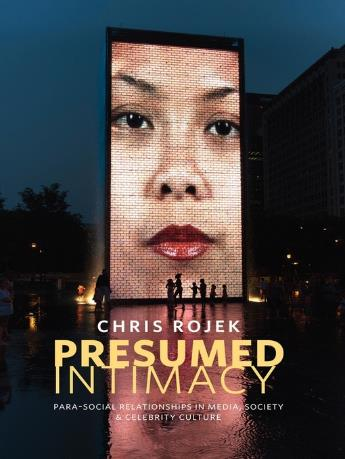 CHRIS ROJEK
PRESUMED
INTIMACY
PARA-SOCIAL RELATIONSHIPS IN MEDIA, SOCIETY
& CELEBRITY CULTURE